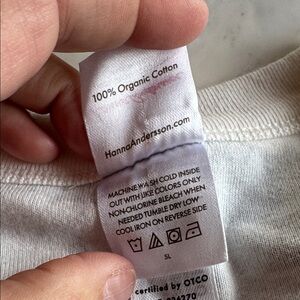 100% Organic Cotton
HannaAndersson.com
MACHINE WASH COLD INSIDE
OUT WITH LIKE COLORS ONLY
NON-CHLORINE BLEACH WHEN
NEEDED TUMBLE DRY LOW
COOL IRON ON REVERSE SIDE
SL
certified by OTCO